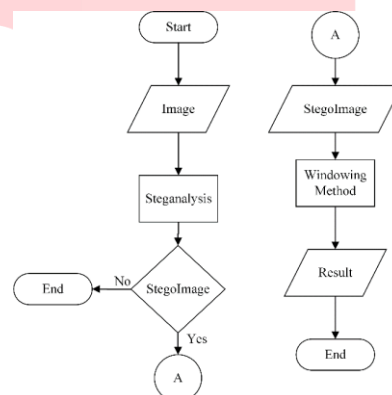 Start
Image
Steganalysis
StegoImage
No
End
Yes
A
A
StegoImage
Windowing
Method
Result
End